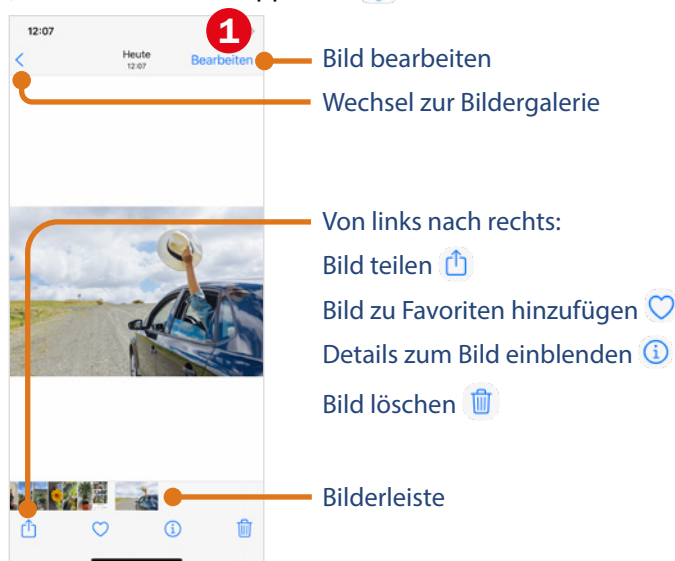 12:07
1
Heute
12:07
Bearbeiten
Bild bearbeiten
Wechsel zur Bildergalerie
Von links nach rechts:
Bild teilen
Bild zu Favoriten hinzufügen
Details zum Bild einblenden
Bild löschen
Bilderleiste